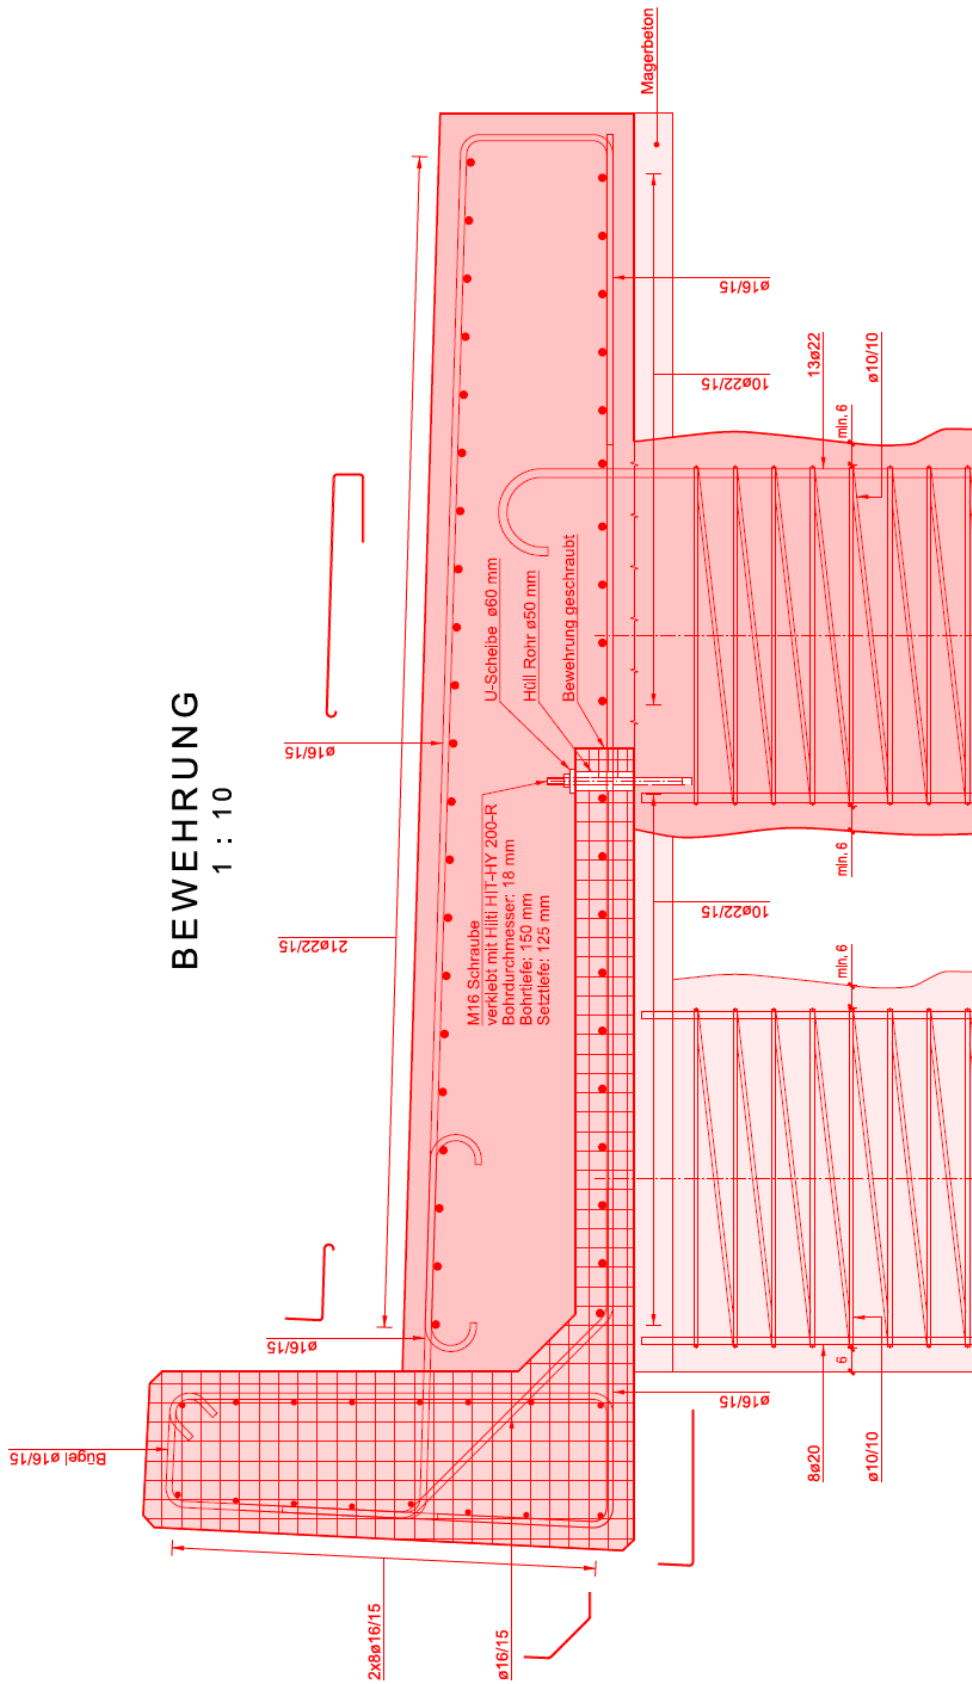 BEWEHRUNG
1 : 10
Magerbeton
ø16/15
10ø22/15
13ø22
ø10/10
min. 6
U-Scheibe ø60 mm
Hüll Rohr ø50 mm
Bewehrung geschraubt
ø16/15
21ø22/15
M16 Schraube
verklebt mit Hilti HIT-HY 200-R
Bohrdurchmesser: 18 mm
Bohrtiefe: 150 mm
Setztiefe: 125 mm
min. 6
10ø22/15
min. 6
ø16/15
6
ø16/15
8ø20
ø10/10
Bügel ø16/15
2x8ø16/15
ø16/15